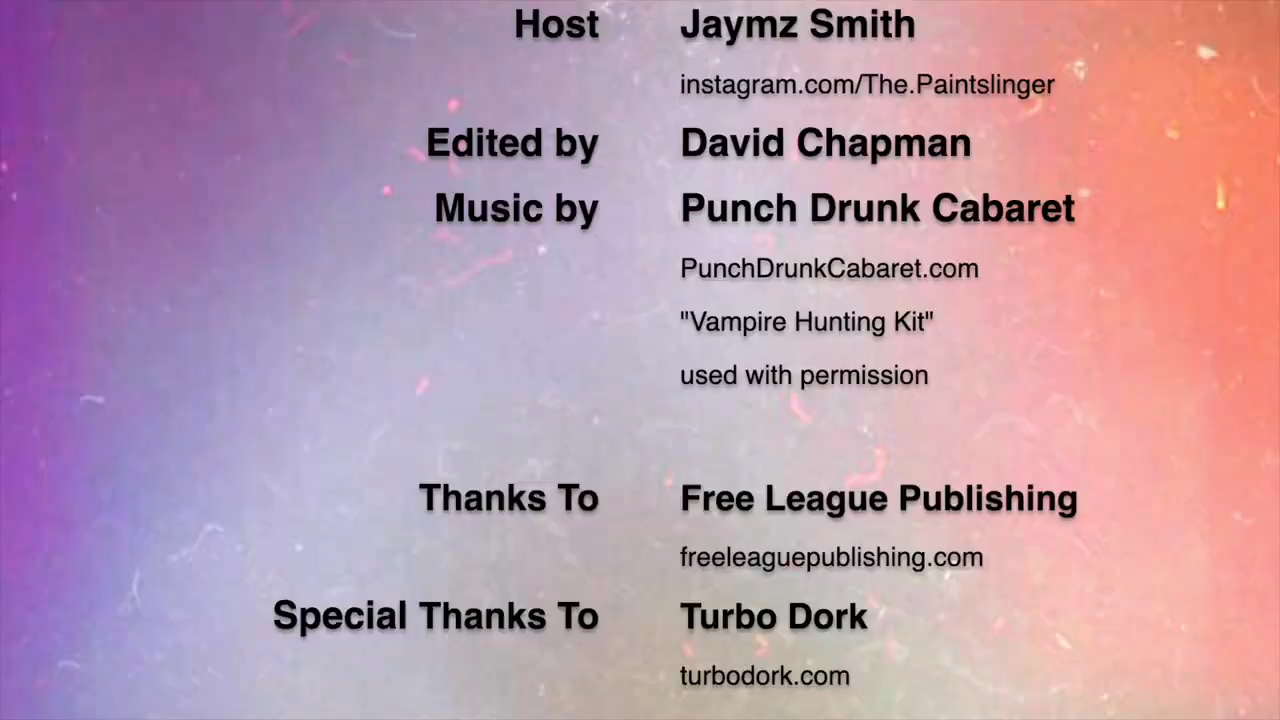 Host Jaymz Smith
instagram.com/The.Paintslinger
Edited by David Chapman
Music by Punch Drunk Cabaret
PunchDrunkCabaret.com
"Vampire Hunting Kit"
used with permission
Thanks To Free League Publishing
freeleaguepublishing.com
Special Thanks To Turbo Dork
turbodork.com